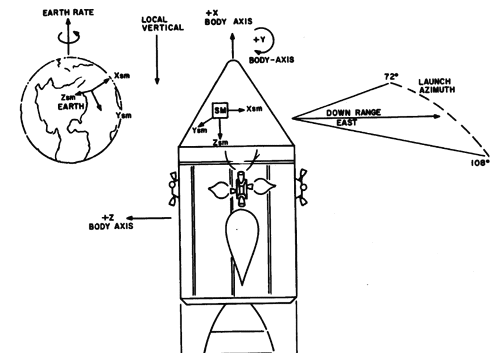 EARTH RATE
Xsm
Zsm
EARTH
Ysm
LOCAL
VERTICAL
+X
BODY AXIS
+Y
BODY-AXIS
SM
Xsm
Ysm
Zsm
+Z
BODY AXIS
72°
LAUNCH
AZIMUTH
DOWN RANGE
EAST
108°